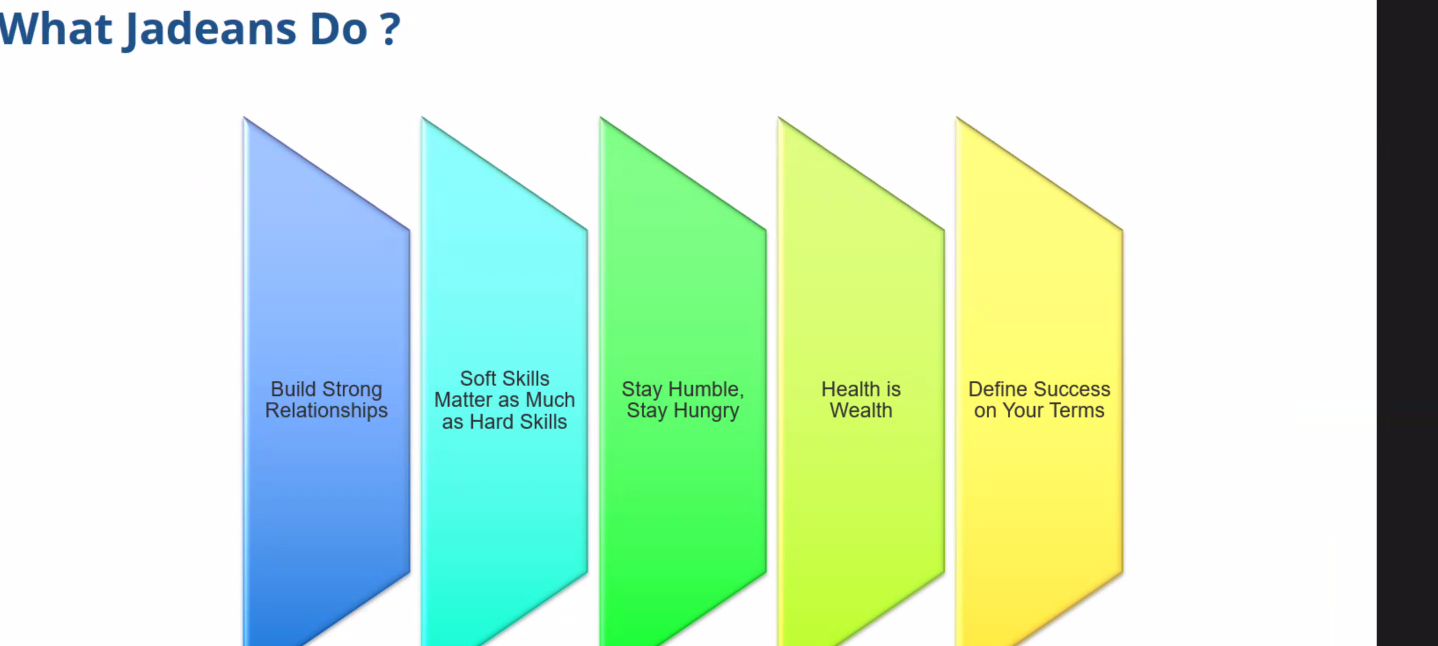 What Jadeans Do ?
Build Strong
Relationships
Soft Skills
Matter as Much
as Hard Skills
Stay Humble,
Stay Hungry
Health is
Wealth
Define Success
on Your Terms